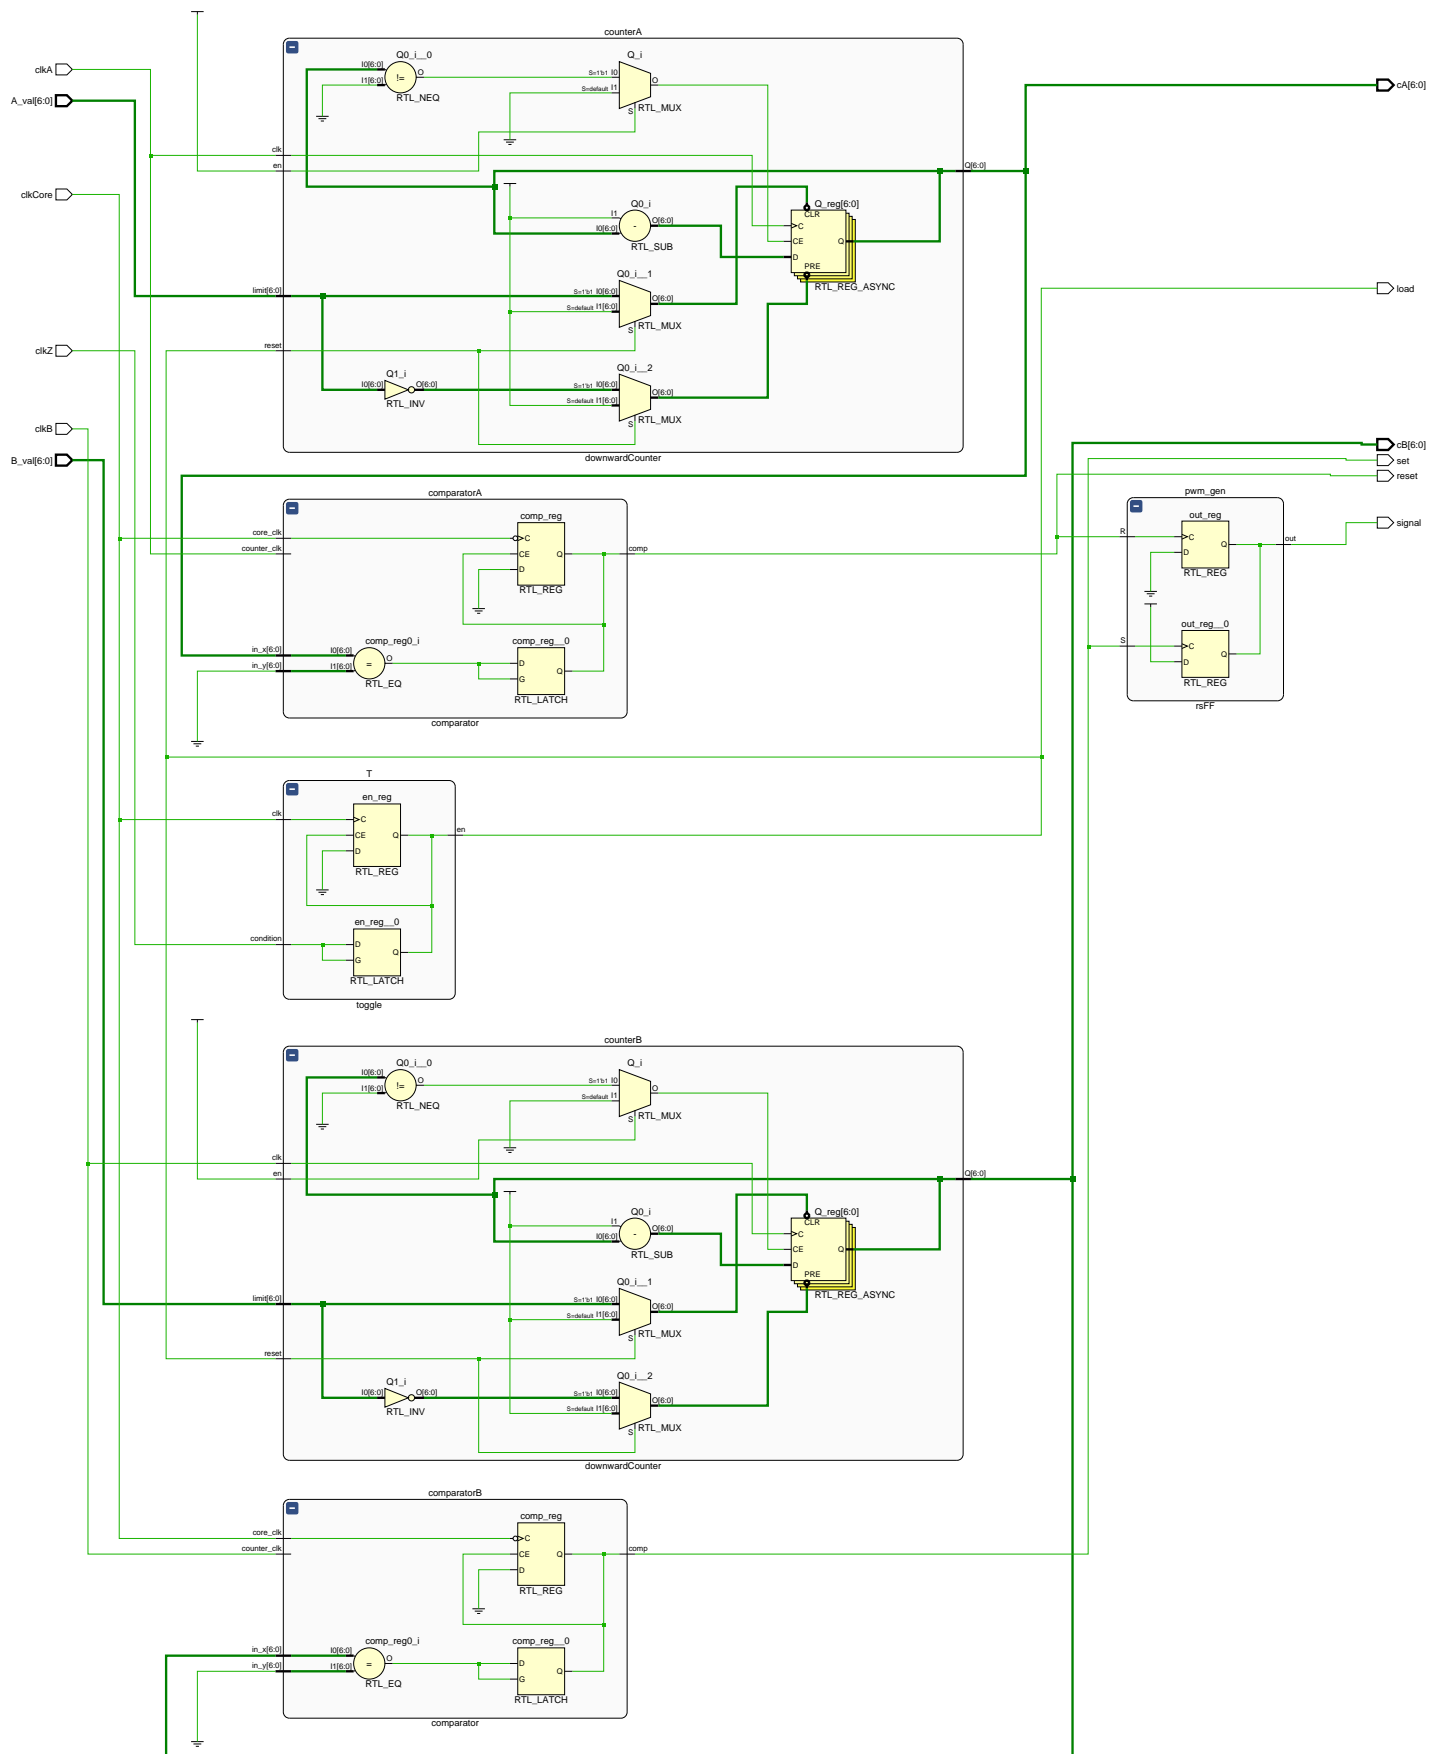 counterA
clkA
A_val[6:0]
clkCore
clkZ
clkB
B_val[6:0]
Q0_i__0
I0[6:0]
I1[6:0]
!=
O
RTL_NEQ
Q_i
S=1'b1 I0
S=default I1
S
O
RTL_MUX
clk
en
Q0_i
I1
I0[6:0]
-
O[6:0]
RTL_SUB
Q_reg[6:0]
CLR
C
CE
D
PRE
Q
RTL_REG_ASYNC
Q[6:0]
limit[6:0]
Q0_i__1
S=1'b1 I0[6:0]
S=default I1[6:0]
S
O[6:0]
RTL_MUX
reset
Q1_i
I0[6:0]
O[6:0]
RTL_INV
Q0_i__2
S=1'b1 I0[6:0]
S=default I1[6:0]
S
O[6:0]
RTL_MUX
downwardCounter
cA[6:0]
load
cB[6:0]
set
reset
signal
comparatorA
core_clk
counter_clk
comp_reg
C
CE
D
Q
RTL_REG
comp
in_x[6:0]
in_y[6:0]
comp_reg0_i
I0[6:0]
I1[6:0]
=
O
RTL_EQ
comp_reg__0
D
G
Q
RTL_LATCH
comparator
pwm_gen
R
S
out_reg
C
D
Q
RTL_REG
out
out_reg__0
C
D
Q
RTL_REG
rsFF
T
clk
en_reg
C
CE
D
Q
RTL_REG
en
condition
en_reg__0
D
G
Q
RTL_LATCH
toggle
counterB
Q0_i__0
I0[6:0]
I1[6:0]
!=
O
RTL_NEQ
Q_i
S=1'b1 I0
S=default I1
S
O
RTL_MUX
clk
en
Q0_i
I1
I0[6:0]
-
O[6:0]
RTL_SUB
Q_reg[6:0]
CLR
C
CE
D
PRE
Q
RTL_REG_ASYNC
Q[6:0]
limit[6:0]
Q0_i__1
S=1'b1 I0[6:0]
S=default I1[6:0]
S
O[6:0]
RTL_MUX
reset
Q1_i
I0[6:0]
O[6:0]
RTL_INV
Q0_i__2
S=1'b1 I0[6:0]
S=default I1[6:0]
S
O[6:0]
RTL_MUX
downwardCounter
comparatorB
core_clk
counter_clk
comp_reg
C
CE
D
Q
RTL_REG
comp
in_x[6:0]
in_y[6:0]
comp_reg0_i
I0[6:0]
I1[6:0]
=
O
RTL_EQ
comp_reg__0
D
G
Q
RTL_LATCH
comparator